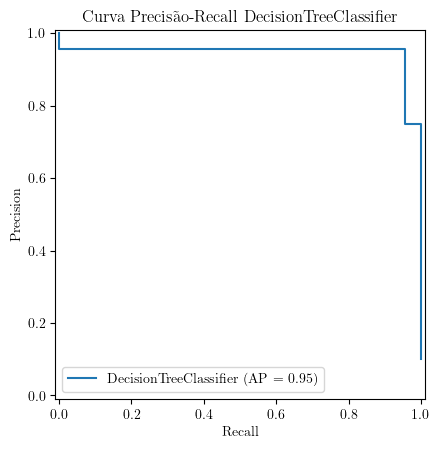 Curva Precisão-Recall DecisionTreeClassifier
1.0
0.8
0.6
0.4
0.2
0.0
Precision
DecisionTreeClassifier (AP = 0.95)
0.0 0.2 0.4 0.6 0.8 1.0
Recall